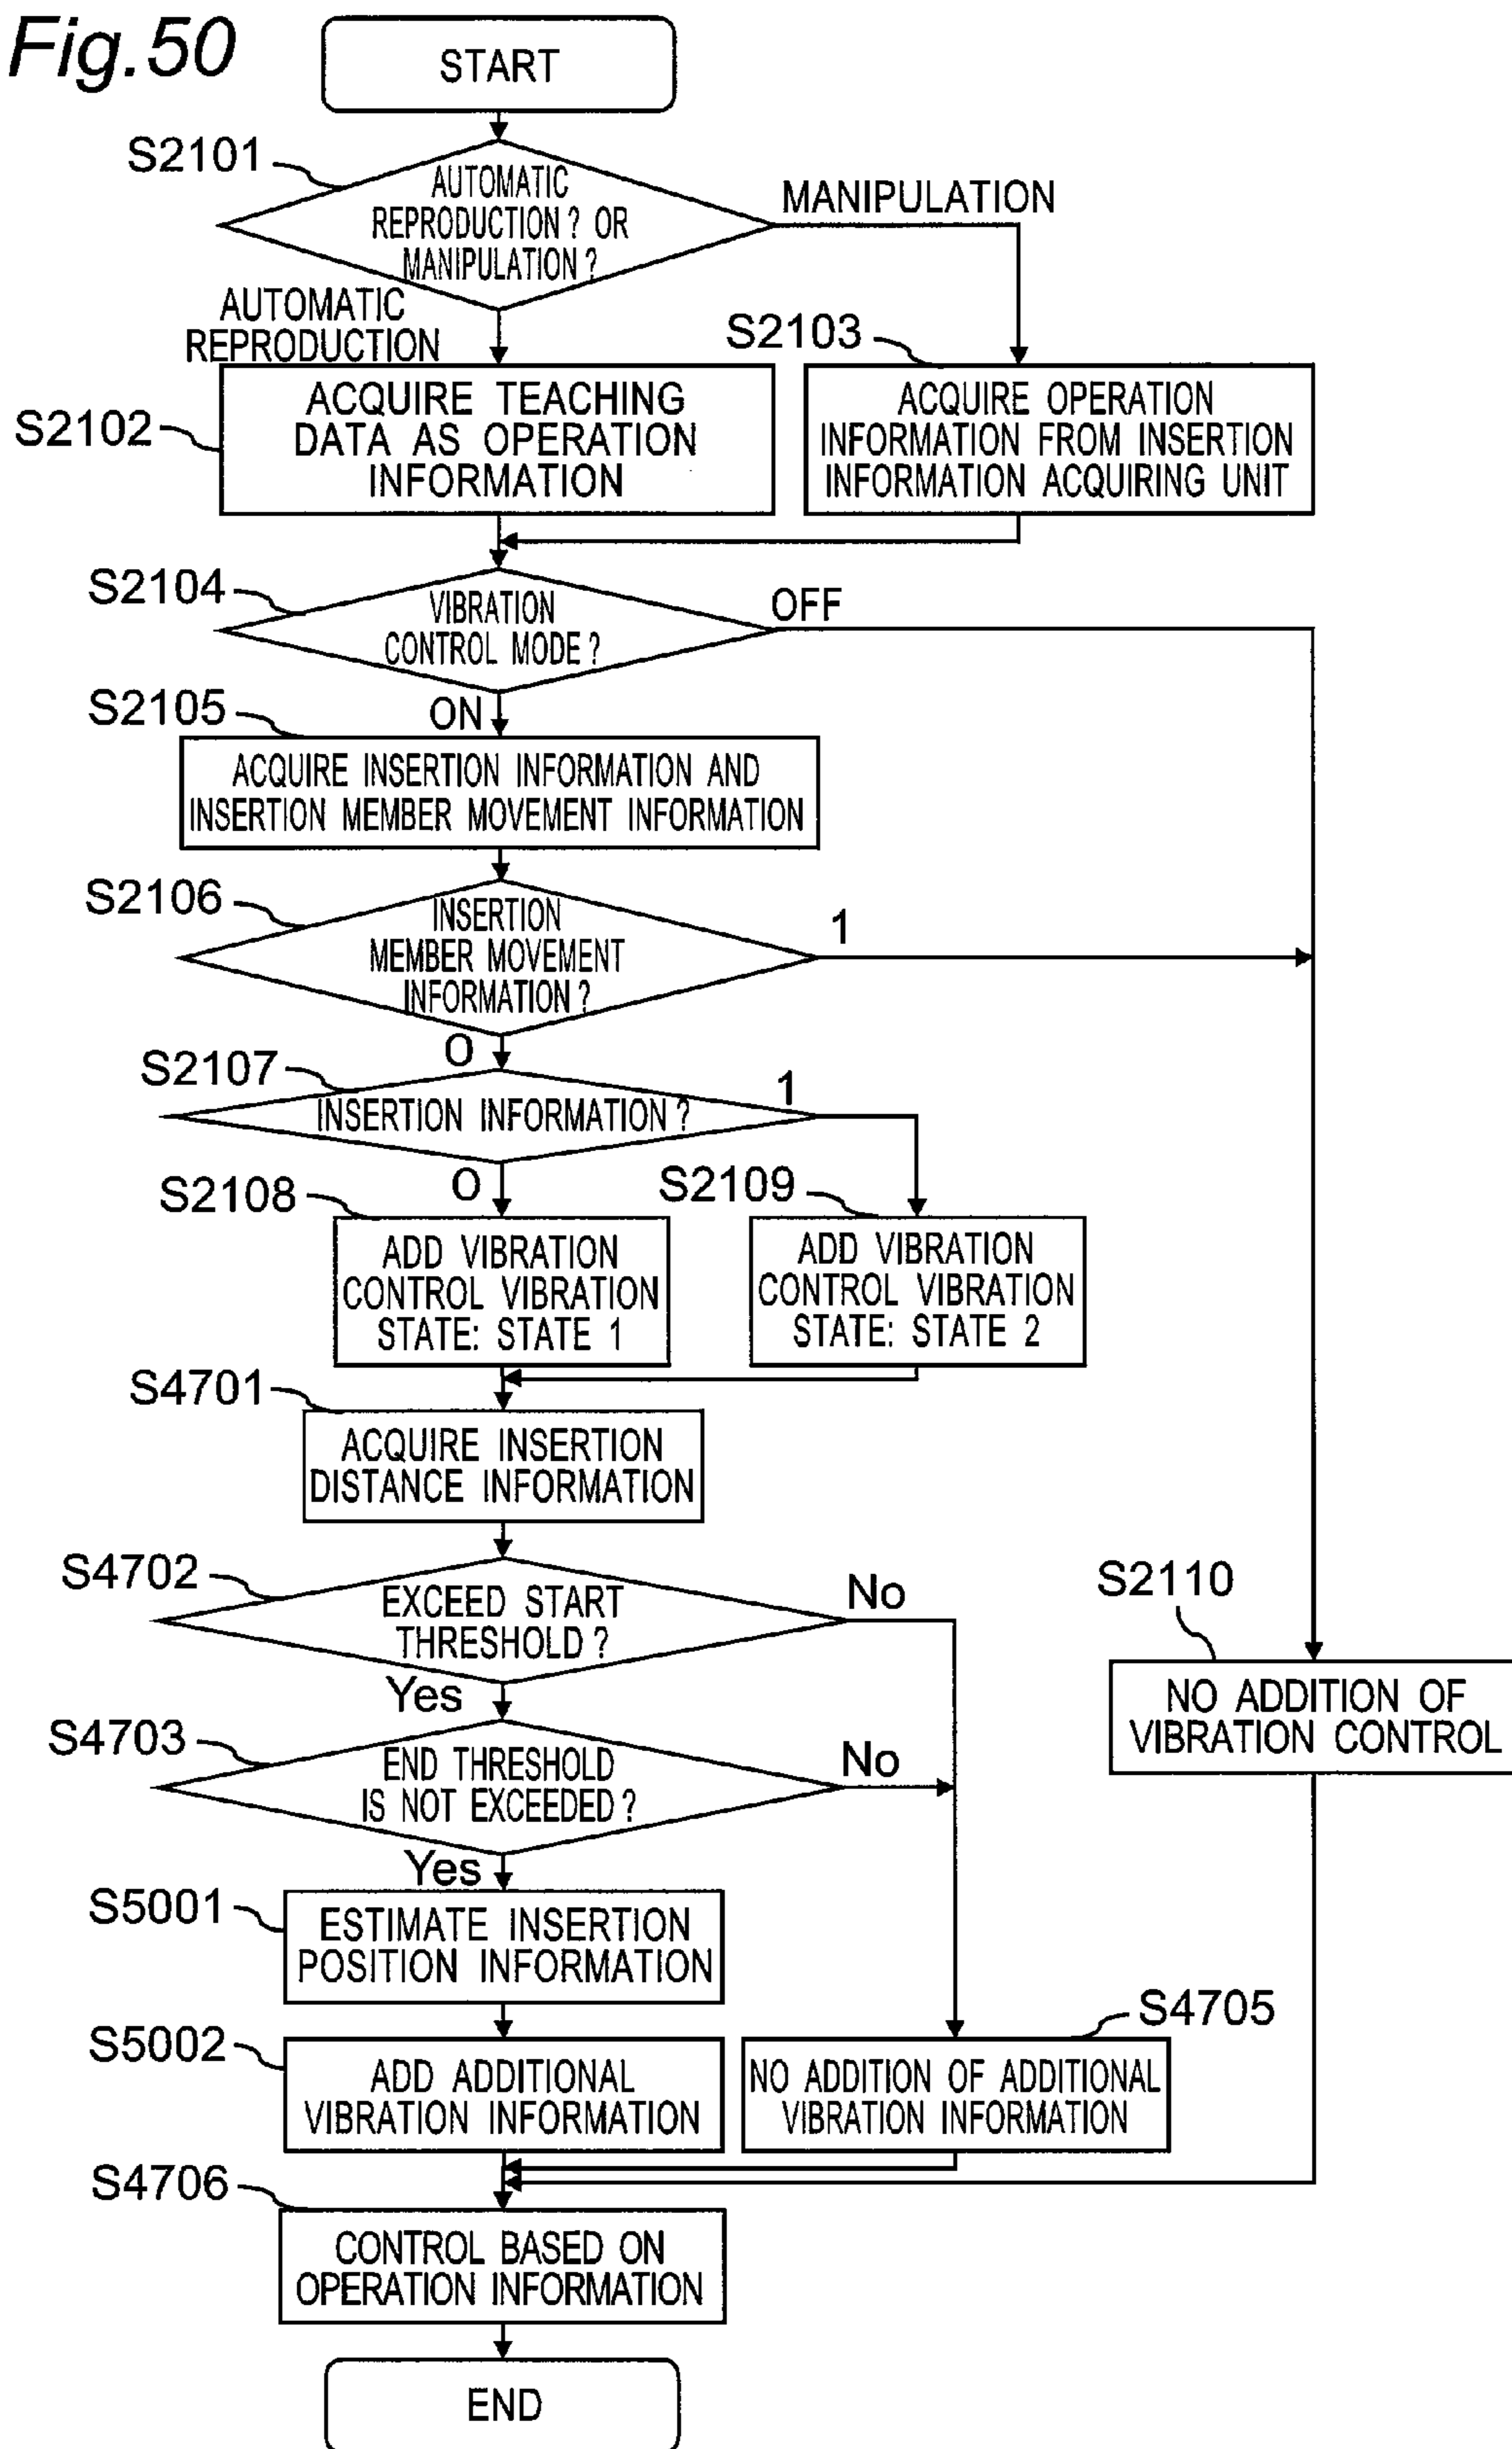 Fig.50
START
S2101
AUTOMATIC
REPRODUCTION? OR
MANIPULATION?
MANIPULATION
AUTOMATIC
REPRODUCTION
S2102
ACQUIRE TEACHING
DATA AS OPERATION
INFORMATION
S2103
ACQUIRE OPERATION
INFORMATION FROM INSERTION
INFORMATION ACQUIRING UNIT
S2104
VIBRATION
CONTROL MODE?
OFF
ON
S2105
ACQUIRE INSERTION INFORMATION AND
INSERTION MEMBER MOVEMENT INFORMATION
S2106
INSERTION
MEMBER MOVEMENT
INFORMATION?
1
0
S2107
INSERTION INFORMATION?
1
0
S2108
ADD VIBRATION
CONTROL VIBRATION
STATE: STATE 1
S2109
ADD VIBRATION
CONTROL VIBRATION
STATE: STATE 2
S4701
ACQUIRE INSERTION
DISTANCE INFORMATION
S4702
EXCEED START
THRESHOLD?
No
Yes
S2110
NO ADDITION OF
VIBRATION CONTROL
S4703
END THRESHOLD
IS NOT EXCEEDED?
No
Yes
S5001
ESTIMATE INSERTION
POSITION INFORMATION
S5002
ADD ADDITIONAL
VIBRATION INFORMATION
S4705
NO ADDITION OF ADDITIONAL
VIBRATION INFORMATION
S4706
CONTROL BASED ON
OPERATION INFORMATION
END